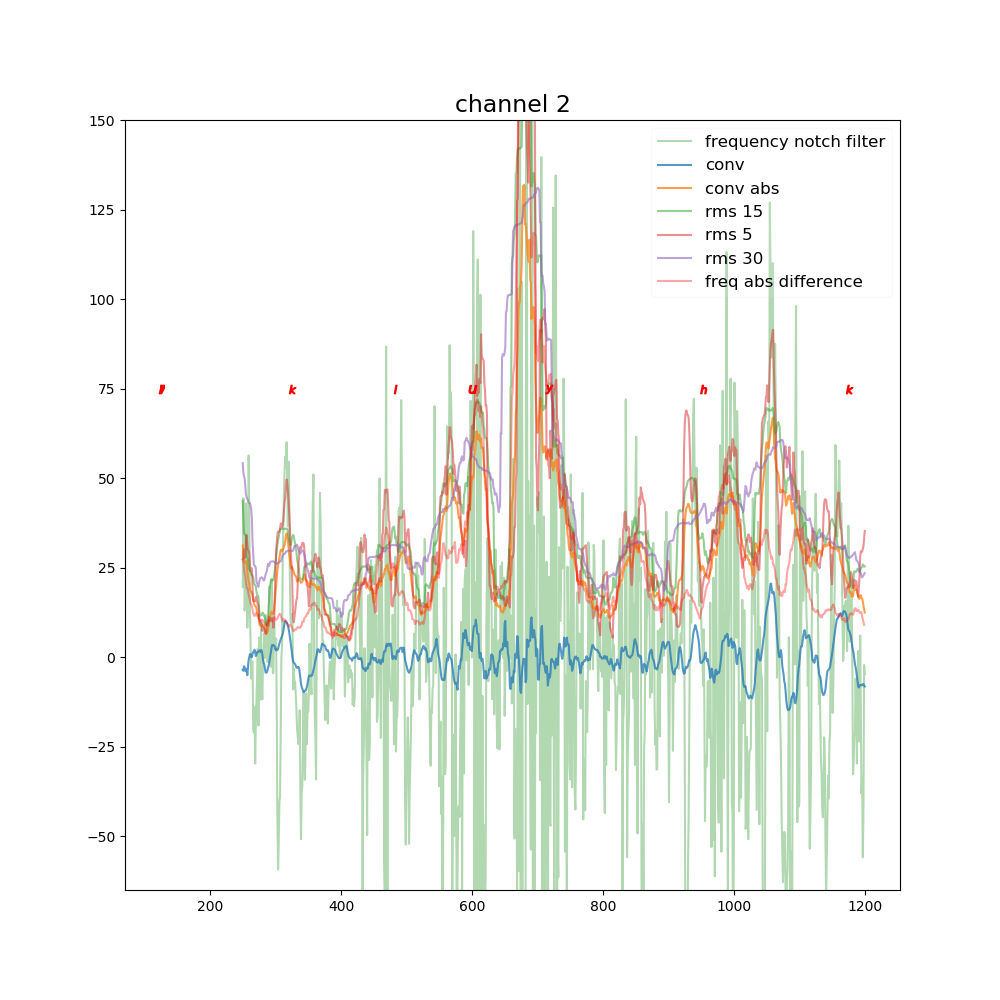 channel 2
150
125
100
75
50
25
0
−25
−50
frequency notch filter
conv
conv abs
rms 15
rms 5
rms 30
freq abs difference
k l u y h k
200 400 600 800 1000 1200